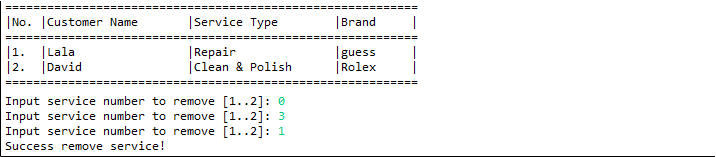 ===========================================================
|No. |Customer Name       |Service Type        |Brand     |
===========================================================
|1.  |Lala                |Repair              |guess     |
|2.  |David               |Clean & Polish      |Rolex     |
===========================================================
Input service number to remove [1..2]: 0
Input service number to remove [1..2]: 3
Input service number to remove [1..2]: 1
Success remove service!